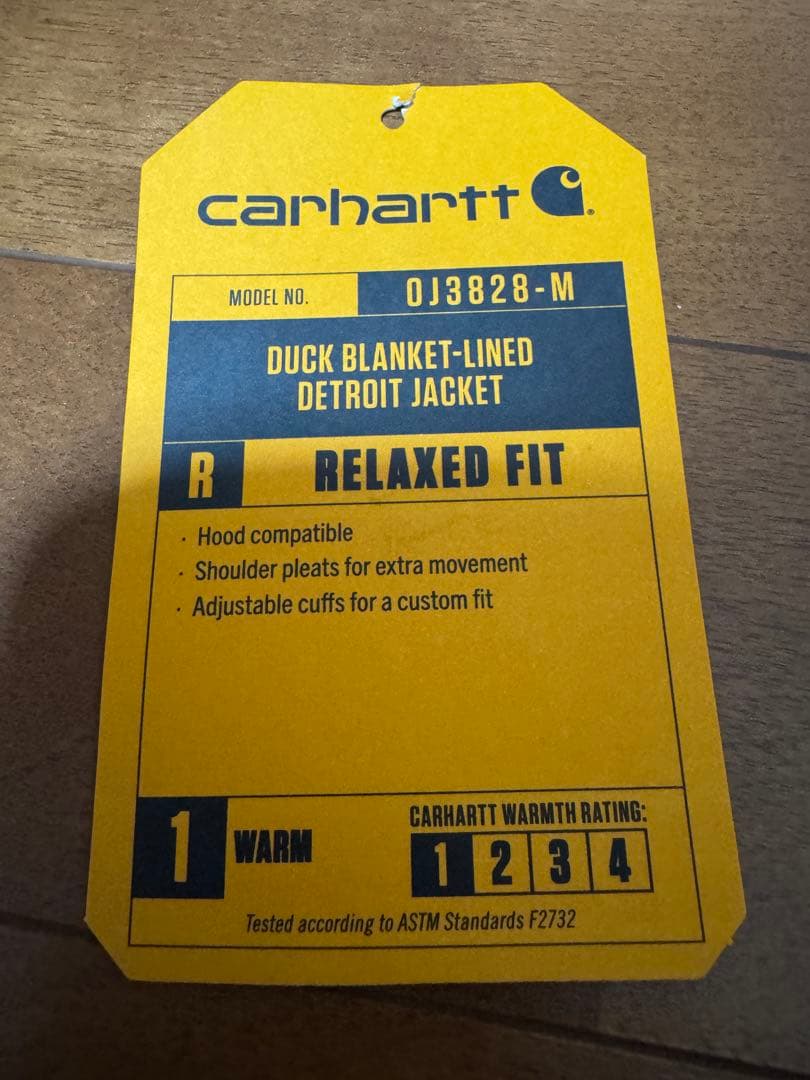 carhartt
MODEL NO. OJ3828-M
DUCK BLANKET-LINED
DETROIT JACKET
R RELAXED FIT
· Hood compatible
· Shoulder pleats for extra movement
· Adjustable cuffs for a custom fit
CARHARTT WARMTH RATING:
1 WARM 1 2 3 4
Tested according to ASTM Standards F2732